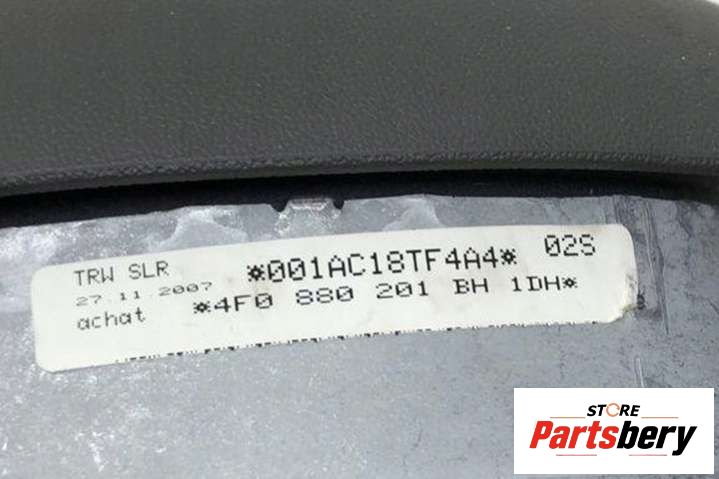 TRW SLR *001AC18TF4A4* 02S
27.11.2007 *4F0 880 201 BH 1DH*
achat
STORE
Partsbery